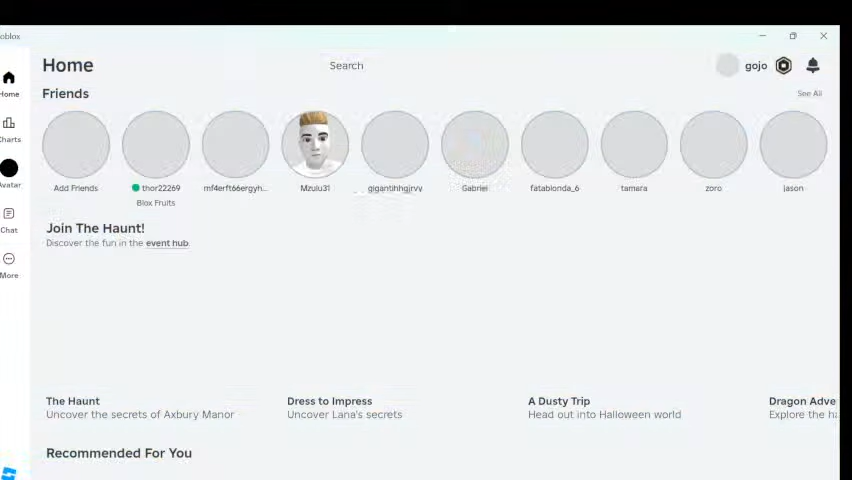 oblox
Home
Search
gojo
Home
Friends
See All
Charts
Avatar
Chat
More
Add Friends
thor22269
mf4erft66ergyh...
Mzulu31
Gabriel
fatablonda_6
tamara
zoro
jason
Blox Fruits
Join The Haunt!
Discover the fun in the event hub.
The Haunt
Dress to Impress
A Dusty Trip
Dragon Adve
Uncover the secrets of Axbury Manor
Uncover Lana's secrets
Head out into Halloween world
Explore the ha
Recommended For You